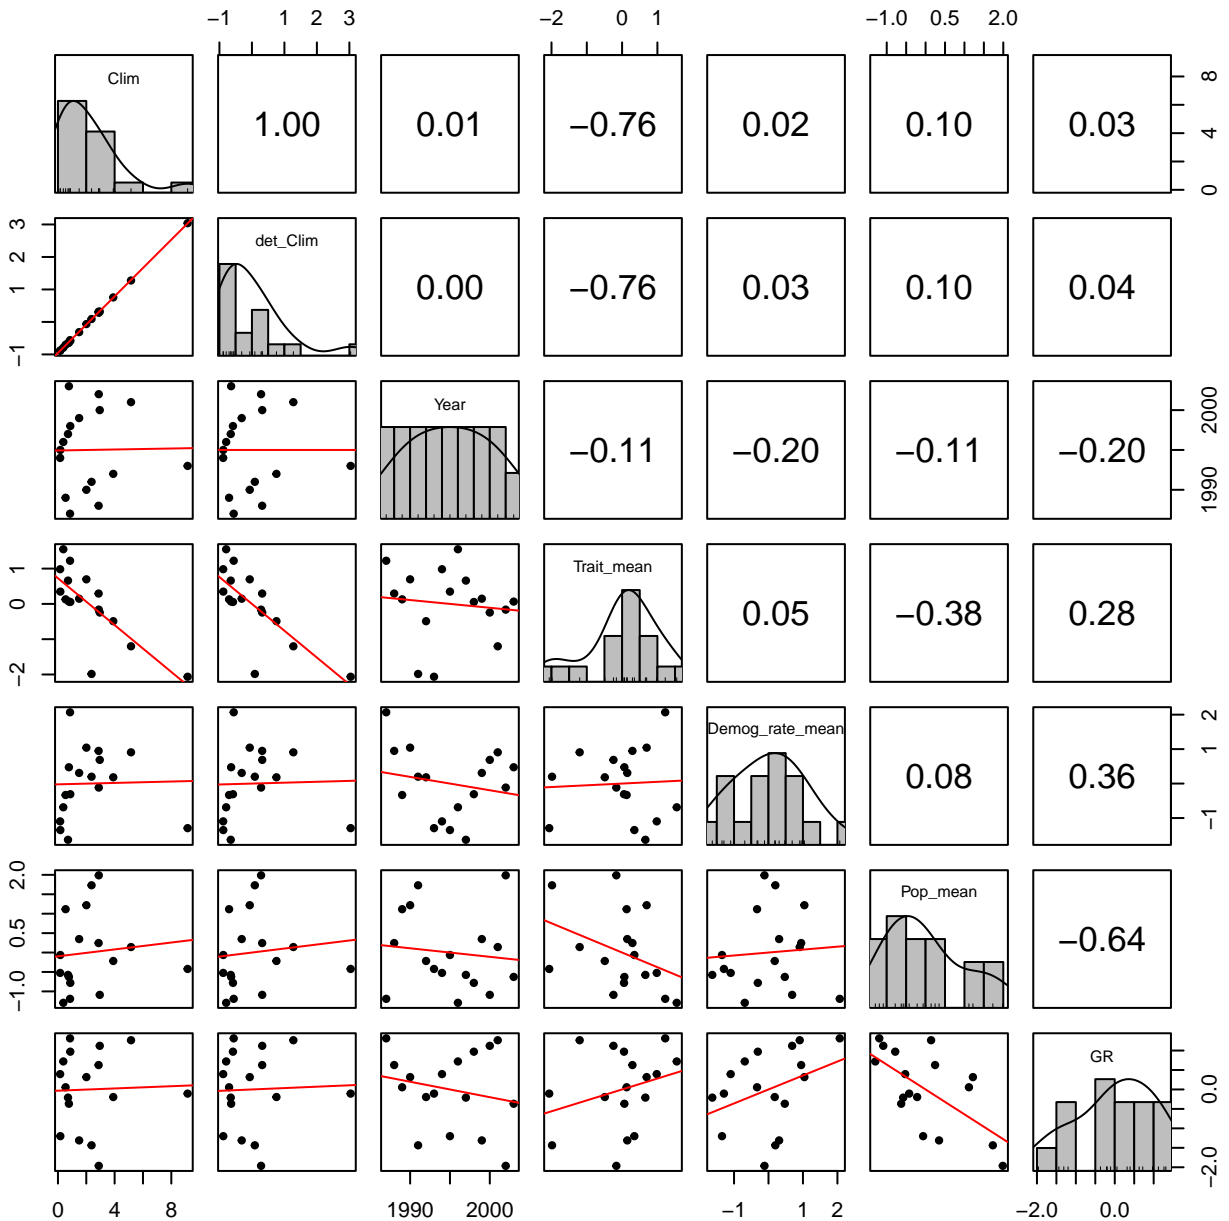 −1 1 2 3 −2 0 1 −1.0 0.5 2.0
Clim 1.00 0.01 −0.76 0.02 0.10 0.03 0 4 8
−1 1 2 3 det_Clim 0.00 −0.76 0.03 0.10 0.04
Year −0.11 −0.20 −0.11 −0.20 1990 2000
−2 0 1 Trait_mean 0.05 −0.38 0.28
Demog_rate_mean 0.08 0.36 −1 1 2
−1.0 0.5 2.0 Pop_mean −0.64
GR −2.0 0.0
0 4 8 1990 2000 −1 1 2 −2.0 0.0